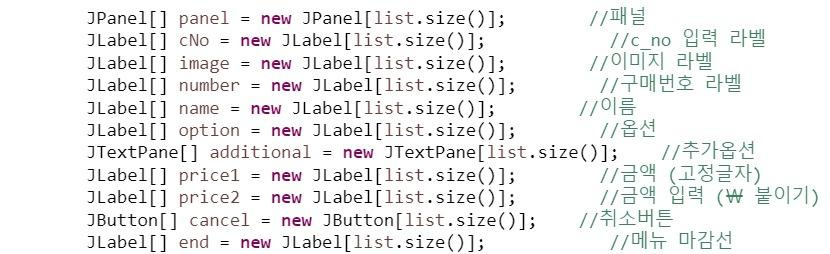 JPanel[] panel = new JPanel[list.size()]; //패널
JLabel[] cNo = new JLabel[list.size()]; //c_no 입력 라벨
JLabel[] image = new JLabel[list.size()]; //이미지 라벨
JLabel[] number = new JLabel[list.size()]; //구매번호 라벨
JLabel[] name = new JLabel[list.size()]; //이름
JLabel[] option = new JLabel[list.size()]; //옵션
JTextPane[] additional = new JTextPane[list.size()]; //추가옵션
JLabel[] price1 = new JLabel[list.size()]; //금액 (고정글자)
JLabel[] price2 = new JLabel[list.size()]; //금액 입력 (₩ 붙이기)
JButton[] cancel = new JButton[list.size()]; //취소버튼
JLabel[] end = new JLabel[list.size()]; //메뉴 마감선